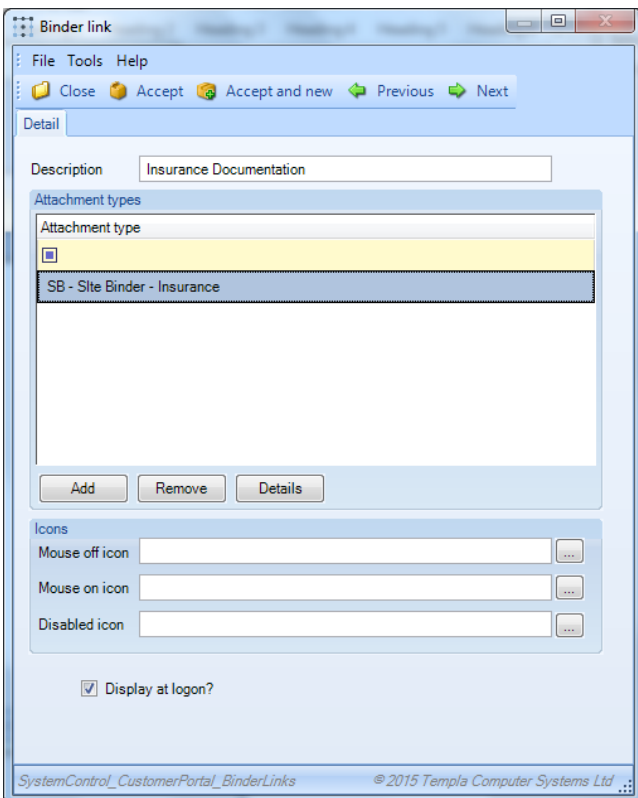 Binder link
File Tools Help
Close Accept Accept and new Previous Next
Detail
Description Insurance Documentation
Attachment types
Attachment type
SB - SIte Binder - Insurance
Add Remove Details
Icons
Mouse off icon ...
Mouse on icon ...
Disabled icon ...
Display at logon?
SystemControl_CustomerPortal_BinderLinks © 2015 Templa Computer Systems Ltd